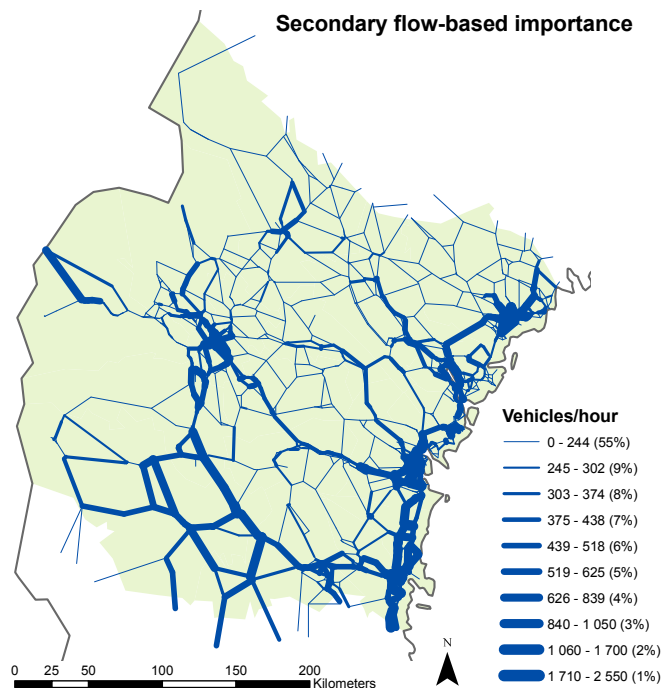 Secondary flow-based importance
Vehicles/hour
0 - 244 (55%)
245 - 302 (9%)
303 - 374 (8%)
375 - 438 (7%)
439 - 518 (6%)
519 - 625 (5%)
626 - 839 (4%)
840 - 1 050 (3%)
1 060 - 1 700 (2%)
1 710 - 2 550 (1%)
N
0 25 50 100 150 200
Kilometers